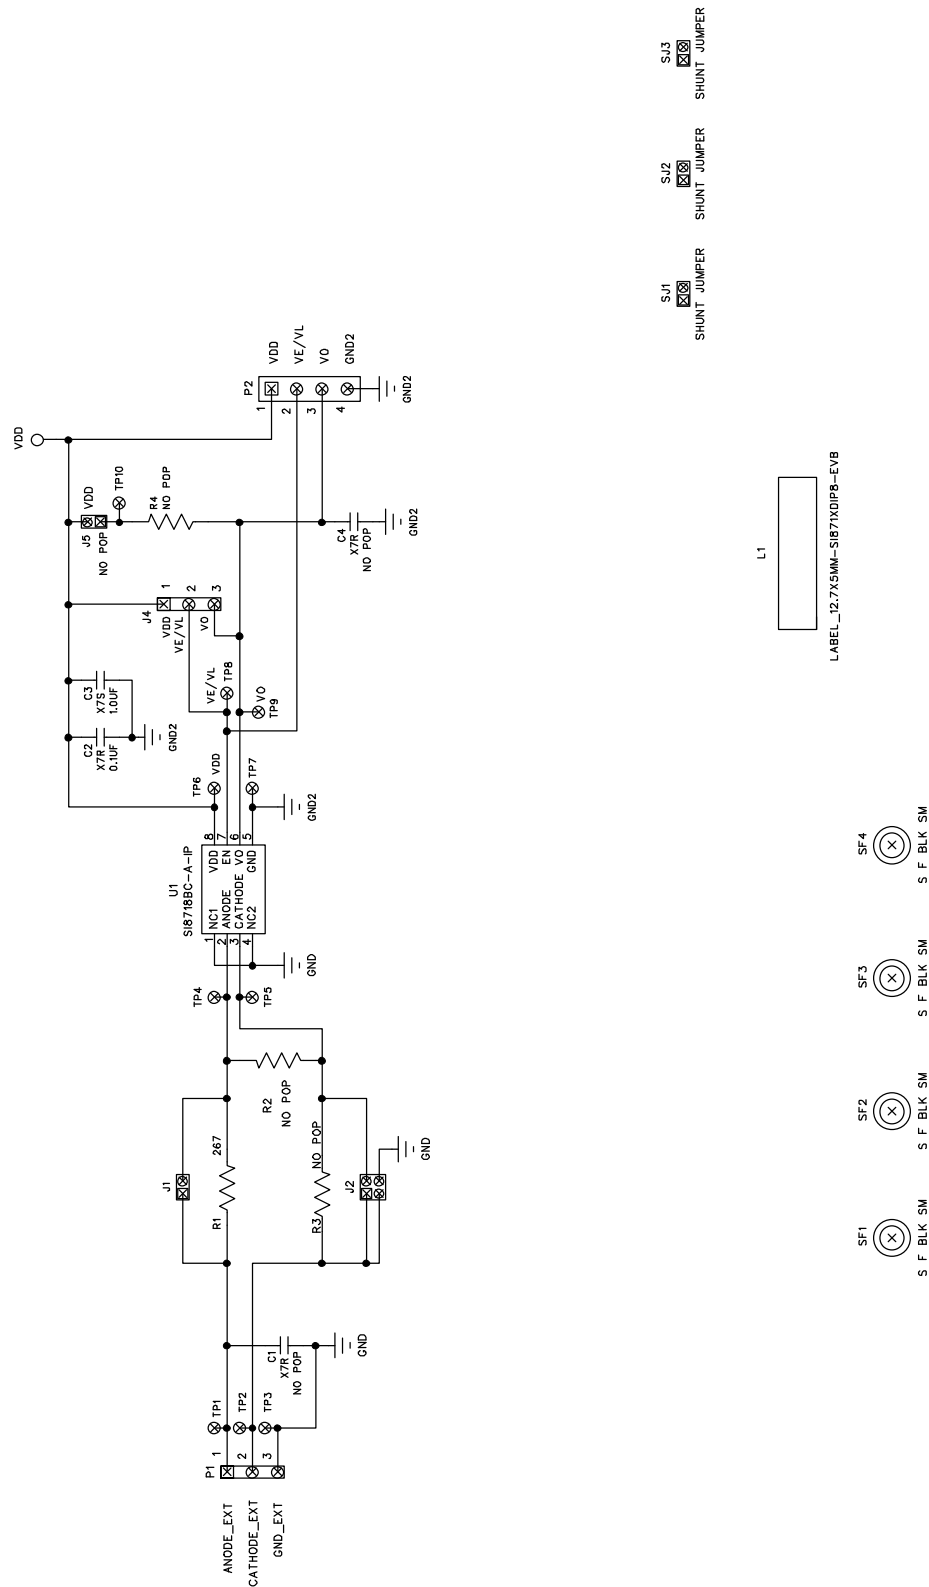 ANODE_EXT
CATHODE_EXT
GND_EXT
P1
1
2
3
TP1
TP2
TP3
C1
X7R
NO POP
GND
J1
R1
267
R2
NO POP
R3
NO POP
J2
GND
TP4
TP5
GND
U1
SI8718BC-A-IP
1
2
3
4
NC1
ANODE
CATHODE
NC2
VDD
EN
VO
GND
8
7
6
5
TP6
VDD
TP7
GND2
C2
X7R
0.1UF
C3
X7S
1.0UF
GND2
VE/VL
TP8
VO
TP9
J4
VDD
VE/VL
VO
1
2
3
J5
VDD
NO POP
TP10
R4
NO POP
C4
X7R
NO POP
GND2
VDD
P2
1
2
3
4
VDD
VE/VL
VO
GND2
GND2
SJ1
SHUNT JUMPER
SJ2
SHUNT JUMPER
SJ3
SHUNT JUMPER
L1
LABEL_12.7X5MM-SI871XDIP8-EVB
SF1
S F BLK SM
SF2
S F BLK SM
SF3
S F BLK SM
SF4
S F BLK SM